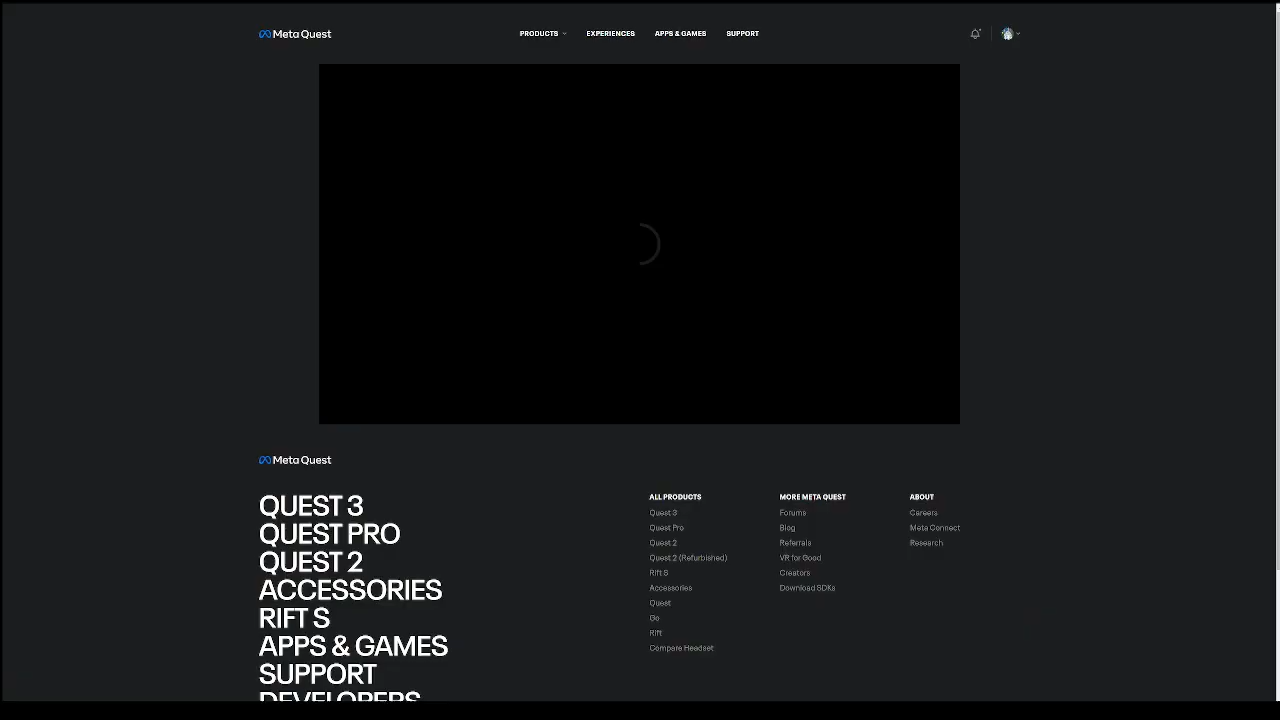 Meta Quest
PRODUCTS
EXPERIENCES
APPS & GAMES
SUPPORT
Meta Quest
QUEST 3
QUEST PRO
QUEST 2
ACCESSORIES
RIFT S
APPS & GAMES
SUPPORT
DEVELOPERS
ALL PRODUCTS
Quest 3
Quest Pro
Quest 2
Quest 2 (Refurbished)
Rift S
Accessories
Quest
Go
Rift
Compare Headset
MORE META QUEST
Forums
Blog
Referrals
VR for Good
Creators
Download SDKs
ABOUT
Careers
Meta Connect
Research